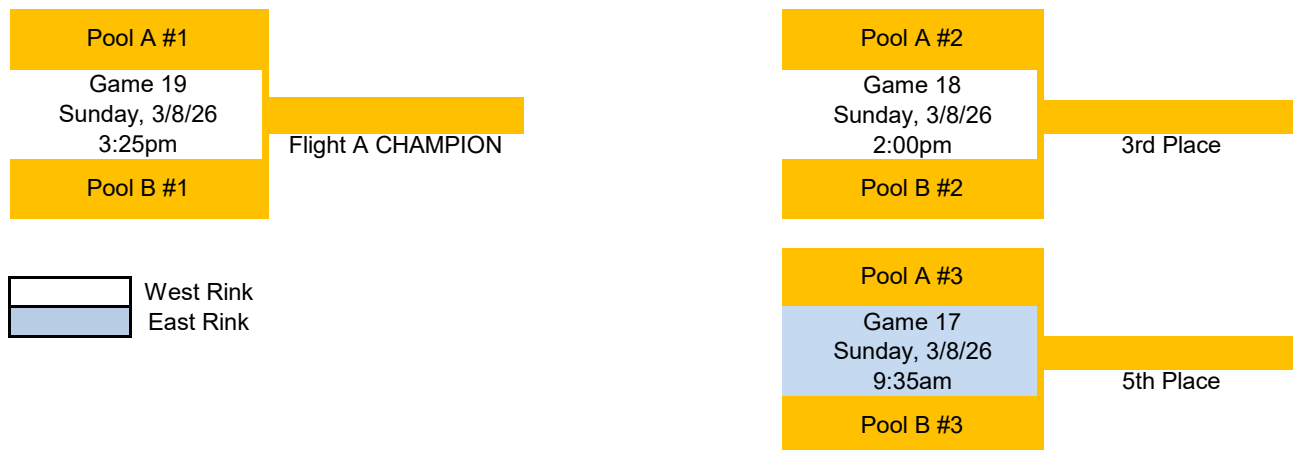 Pool A #1
Game 19
Sunday, 3/8/26
3:25pm
Flight A CHAMPION
Pool B #1
Pool A #2
Game 18
Sunday, 3/8/26
2:00pm
3rd Place
Pool B #2
West Rink
East Rink
Pool A #3
Game 17
Sunday, 3/8/26
9:35am
5th Place
Pool B #3